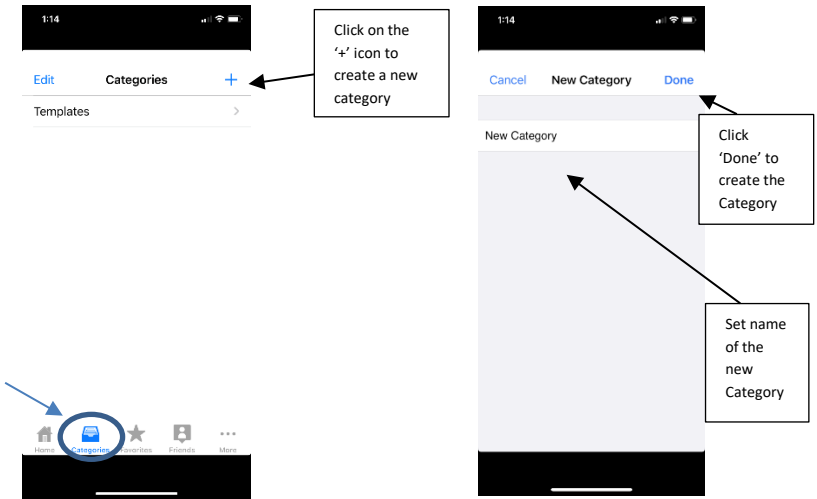 1:14
Edit Categories +
Templates
Home Categories Favorites Friends More
Click on the
‘+’ icon to
create a new
category
1:14
Cancel New Category Done
New Category
Click
‘Done’ to
create the
Category
Set name
of the
new
Category